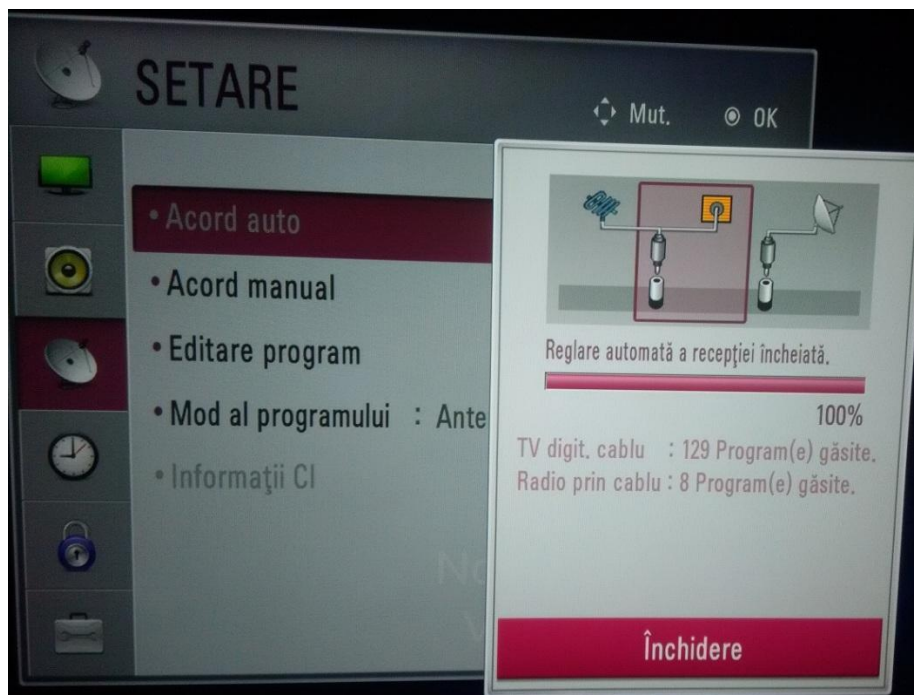 SETARE
Mut. OK
• Acord auto
• Acord manual
• Editare program
• Mod al programului : Ante
• Informaţii CI
Reglare automată a recepţiei încheiată.
100%
TV digit. cablu : 129 Program(e) găsite.
Radio prin cablu : 8 Program(e) găsite.
Închidere